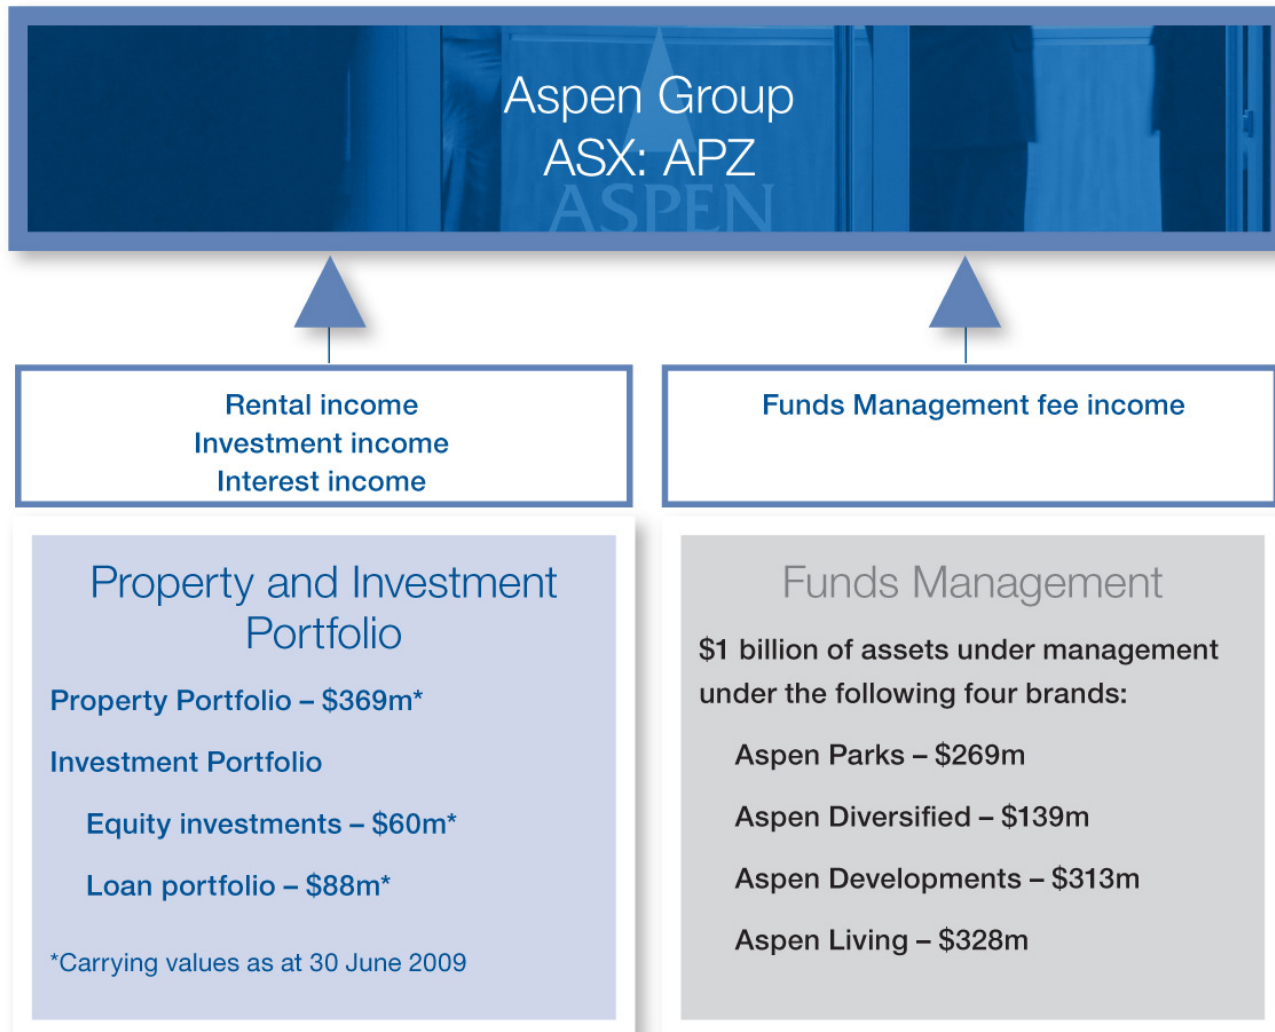 Aspen Group
ASX: APZ
ASPEN
Rental income
Investment income
Interest income
Funds Management fee income
Property and Investment
Portfolio
Property Portfolio – $369m*
Investment Portfolio
Equity investments – $60m*
Loan portfolio – $88m*
*Carrying values as at 30 June 2009
Funds Management
$1 billion of assets under management
under the following four brands:
Aspen Parks – $269m
Aspen Diversified – $139m
Aspen Developments – $313m
Aspen Living – $328m